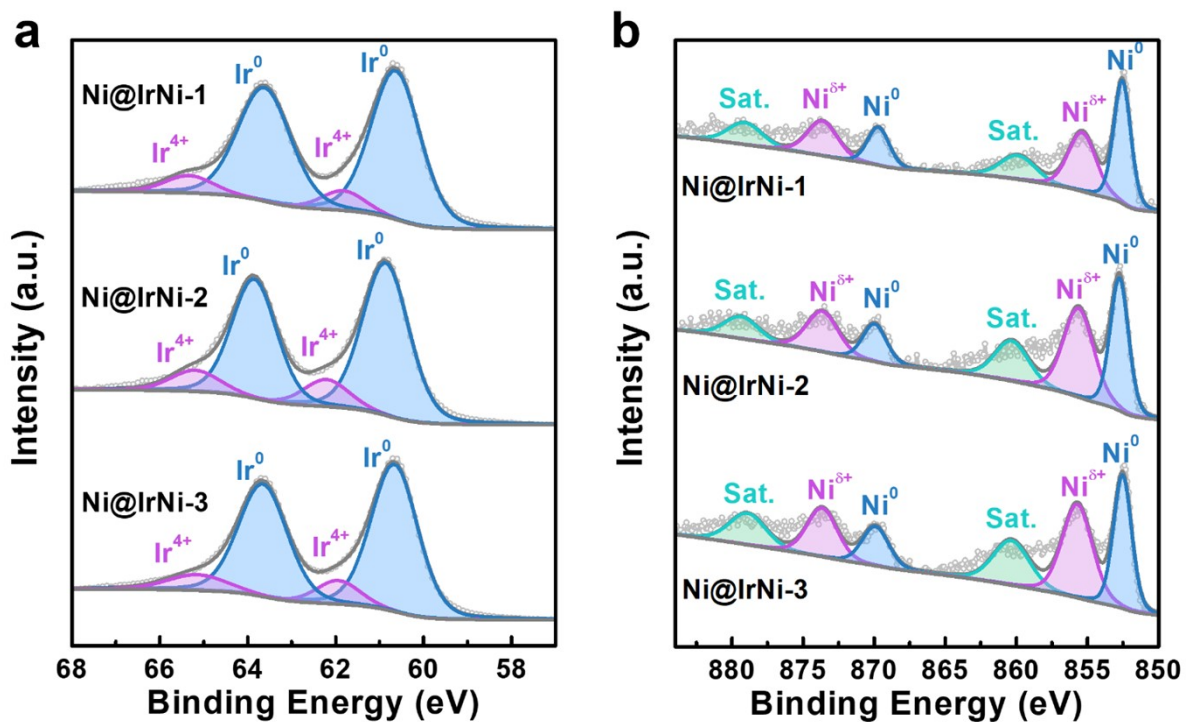 a
Intensity (a.u.)
Ni@IrNi-1
Ir⁴⁺
Ir⁰
Ir⁴⁺
Ir⁰
Ni@IrNi-2
Ir⁴⁺
Ir⁰
Ir⁴⁺
Ir⁰
Ni@IrNi-3
Ir⁴⁺
Ir⁰
Ir⁴⁺
Ir⁰
68 66 64 62 60 58
Binding Energy (eV)
b
Intensity (a.u.)
Sat.
Niᵟ⁺
Ni⁰
Sat.
Niᵟ⁺
Ni⁰
Ni@IrNi-1
Sat.
Niᵟ⁺
Ni⁰
Sat.
Niᵟ⁺
Ni⁰
Ni@IrNi-2
Sat.
Niᵟ⁺
Ni⁰
Sat.
Niᵟ⁺
Ni⁰
Ni@IrNi-3
880 875 870 865 860 855 850
Binding Energy (eV)